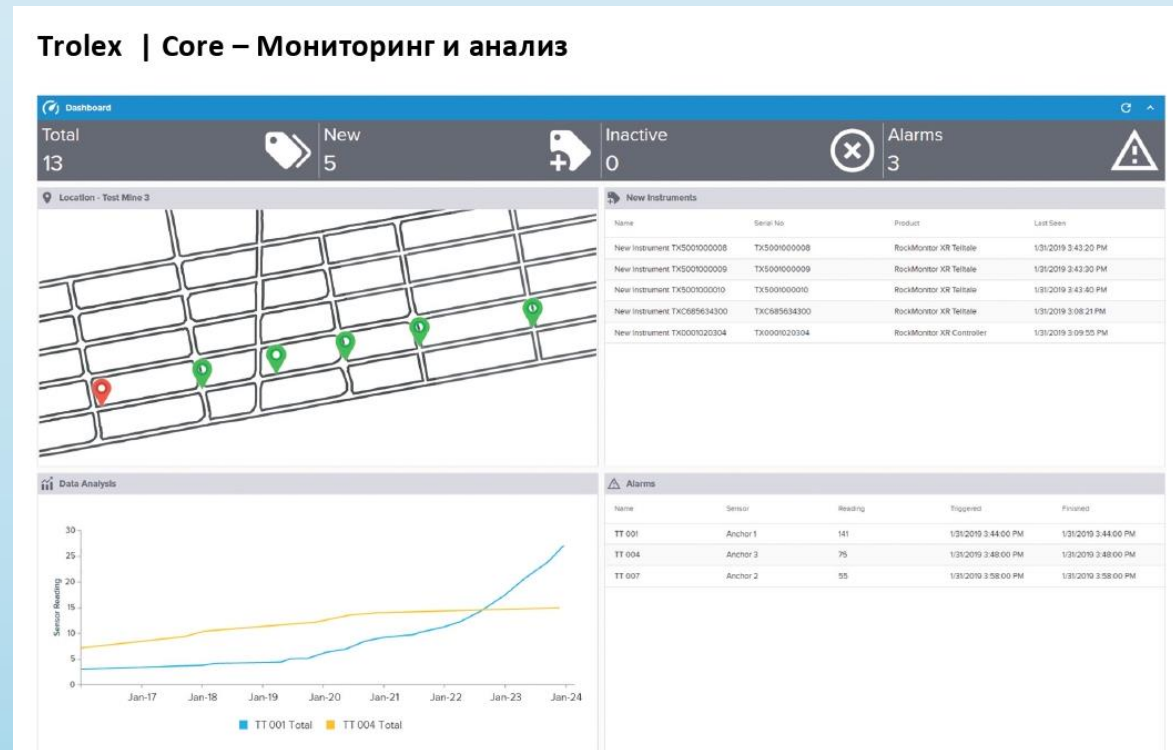 Trolex | Core – Мониторинг и анализ
Dashboard
Total
13
New
5
Inactive
0
Alarms
3
Location - Test Mine 3
New Instruments
Name Serial No Product Last Seen
New Instrument TX5001000008 TX5001000008 RockMonitor XR Telltale 1/31/2019 3:43:20 PM
New Instrument TX5001000009 TX5001000009 RockMonitor XR Telltale 1/31/2019 3:43:30 PM
New Instrument TX5001000010 TX5001000010 RockMonitor XR Telltale 1/31/2019 3:43:40 PM
New Instrument TXC685634300 TXC685634300 RockMonitor XR Telltale 1/31/2019 3:08:21 PM
New Instrument TX0001020304 TX0001020304 RockMonitor XR Controller 1/31/2019 3:09:55 PM
Data Analysis
Sensor Reading
30
25
20
15
10
5
0
Jan-17 Jan-18 Jan-19 Jan-20 Jan-21 Jan-22 Jan-23 Jan-24
TT 001 Total TT 004 Total
Alarms
Name Sensor Reading Triggered Finished
TT 001 Anchor 1 141 1/31/2019 3:44:00 PM 1/31/2019 3:44:00 PM
TT 004 Anchor 3 75 1/31/2019 3:48:00 PM 1/31/2019 3:48:00 PM
TT 007 Anchor 2 55 1/31/2019 3:58:00 PM 1/31/2019 3:58:00 PM